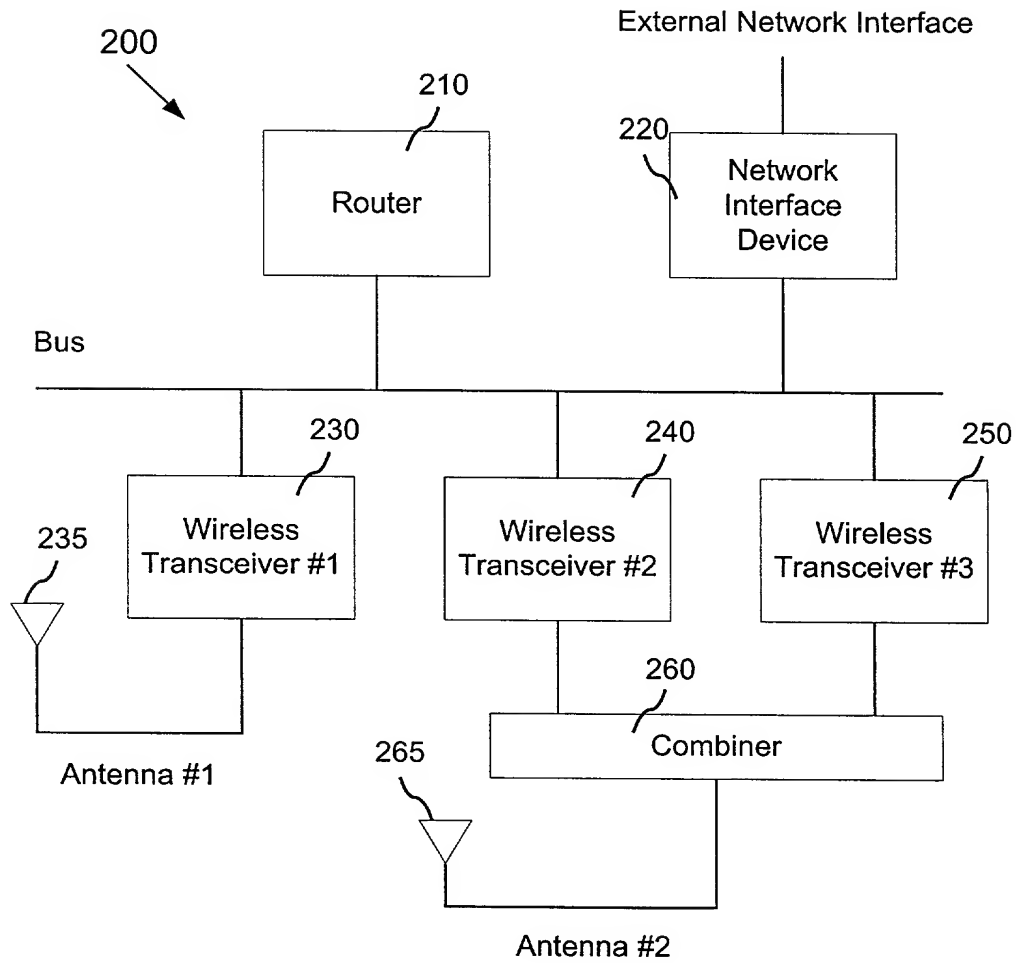 External Network Interface
200
210
220
Router
Network
Interface
Device
Bus
230
240
250
235
Wireless
Transceiver #1
Wireless
Transceiver #2
Wireless
Transceiver #3
260
Combiner
265
Antenna #1
Antenna #2